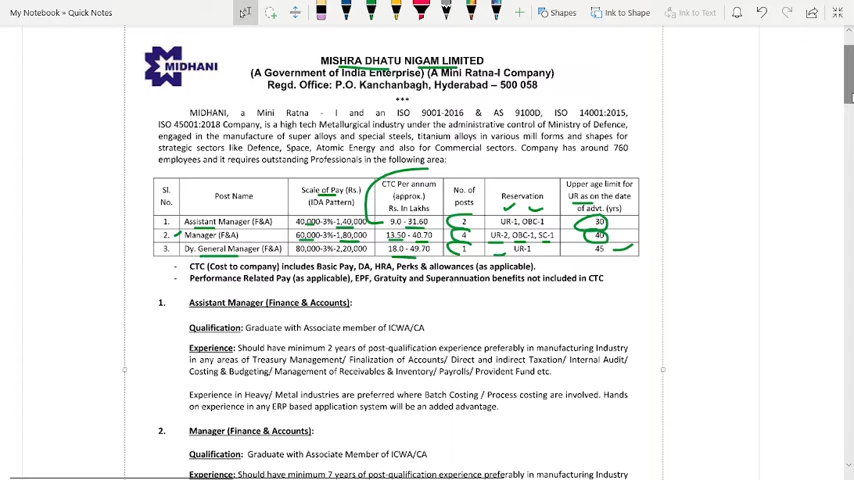 My Notebook » Quick Notes
Shapes
Ink to Shape
Ink to Text
MIDHANI
MISHRA DHATU NIGAM LIMITED
(A Government of India Enterprise) (A Mini Ratna-I Company)
Regd. Office: P.O. Kanchanbagh, Hyderabad – 500 058
***
MIDHANI, a Mini Ratna - I and an ISO 9001-2016 & AS 9100D, ISO 14001:2015,
ISO 45001:2018 Company, is a high tech Metallurgical industry under the administrative control of Ministry of Defence,
engaged in the manufacture of super alloys and special steels, titanium alloys in various mill forms and shapes for
strategic sectors like Defence, Space, Atomic Energy and also for Commercial sectors. Company has around 760
employees and it requires outstanding Professionals in the following area:
Sl. No. Post Name Scale of Pay (Rs.) (IDA Pattern) CTC Per annum (approx.) Rs. In Lakhs No. of posts Reservation Upper age limit for UR as on the date of advt. (yrs)
1. Assistant Manager (F&A) 40,000-3%-1,40,000 9.0 - 31.60 2 UR-1, OBC-1 30
2. Manager (F&A) 60,000-3%-1,80,000 13.50 - 40.70 4 UR-2, OBC-1, SC-1 40
3. Dy. General Manager (F&A) 80,000-3%-2,20,000 18.0 - 49.70 1 UR-1 45
- CTC (Cost to company) includes Basic Pay, DA, HRA, Perks & allowances (as applicable).
- Performance Related Pay (as applicable), EPF, Gratuity and Superannuation benefits not included in CTC
1. Assistant Manager (Finance & Accounts):
Qualification: Graduate with Associate member of ICWA/CA
Experience: Should have minimum 2 years of post-qualification experience preferably in manufacturing Industry
in any areas of Treasury Management/ Finalization of Accounts/ Direct and indirect Taxation/ Internal Audit/
Costing & Budgeting/ Management of Receivables & Inventory/ Payrolls/ Provident Fund etc.
Experience in Heavy/ Metal industries are preferred where Batch Costing / Process costing are involved. Hands
on experience in any ERP based application system will be an added advantage.
2. Manager (Finance & Accounts):
Qualification: Graduate with Associate Member of ICWA/CA
Experience: Should have minimum 7 years of post-qualification experience preferably in manufacturing Industry